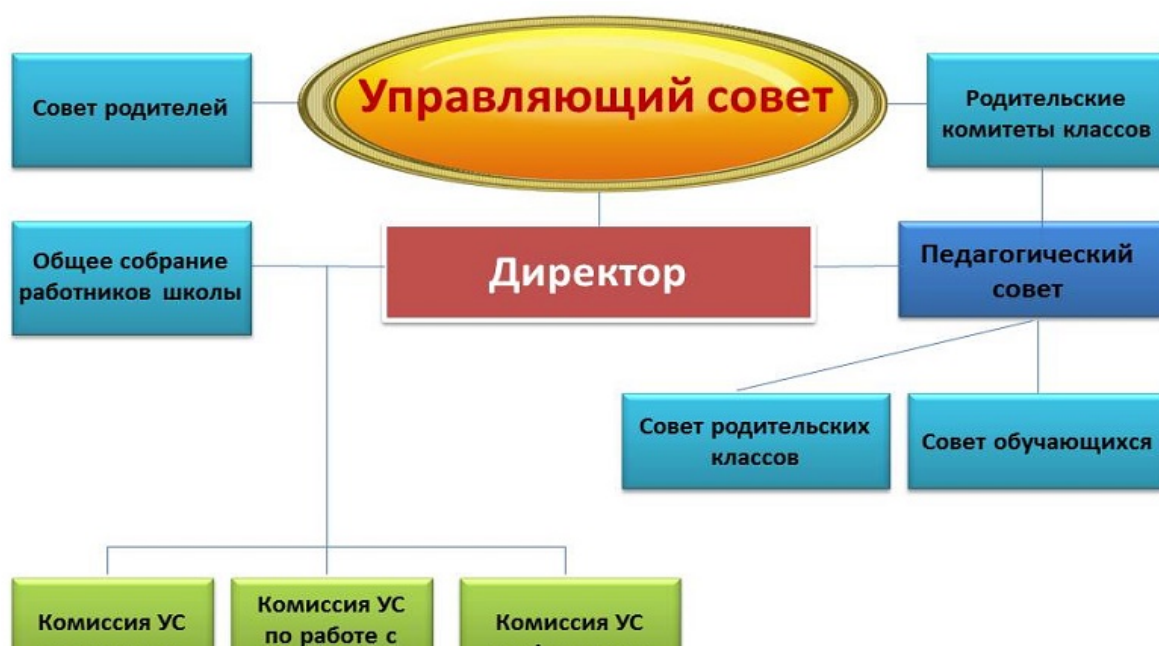 Управляющий совет
Совет родителей
Родительские
комитеты классов
Общее собрание
работников школы
Директор
Педагогический
совет
Совет родительских
классов
Совет обучающихся
Комиссия УС
Комиссия УС
по работе с
Комиссия УС